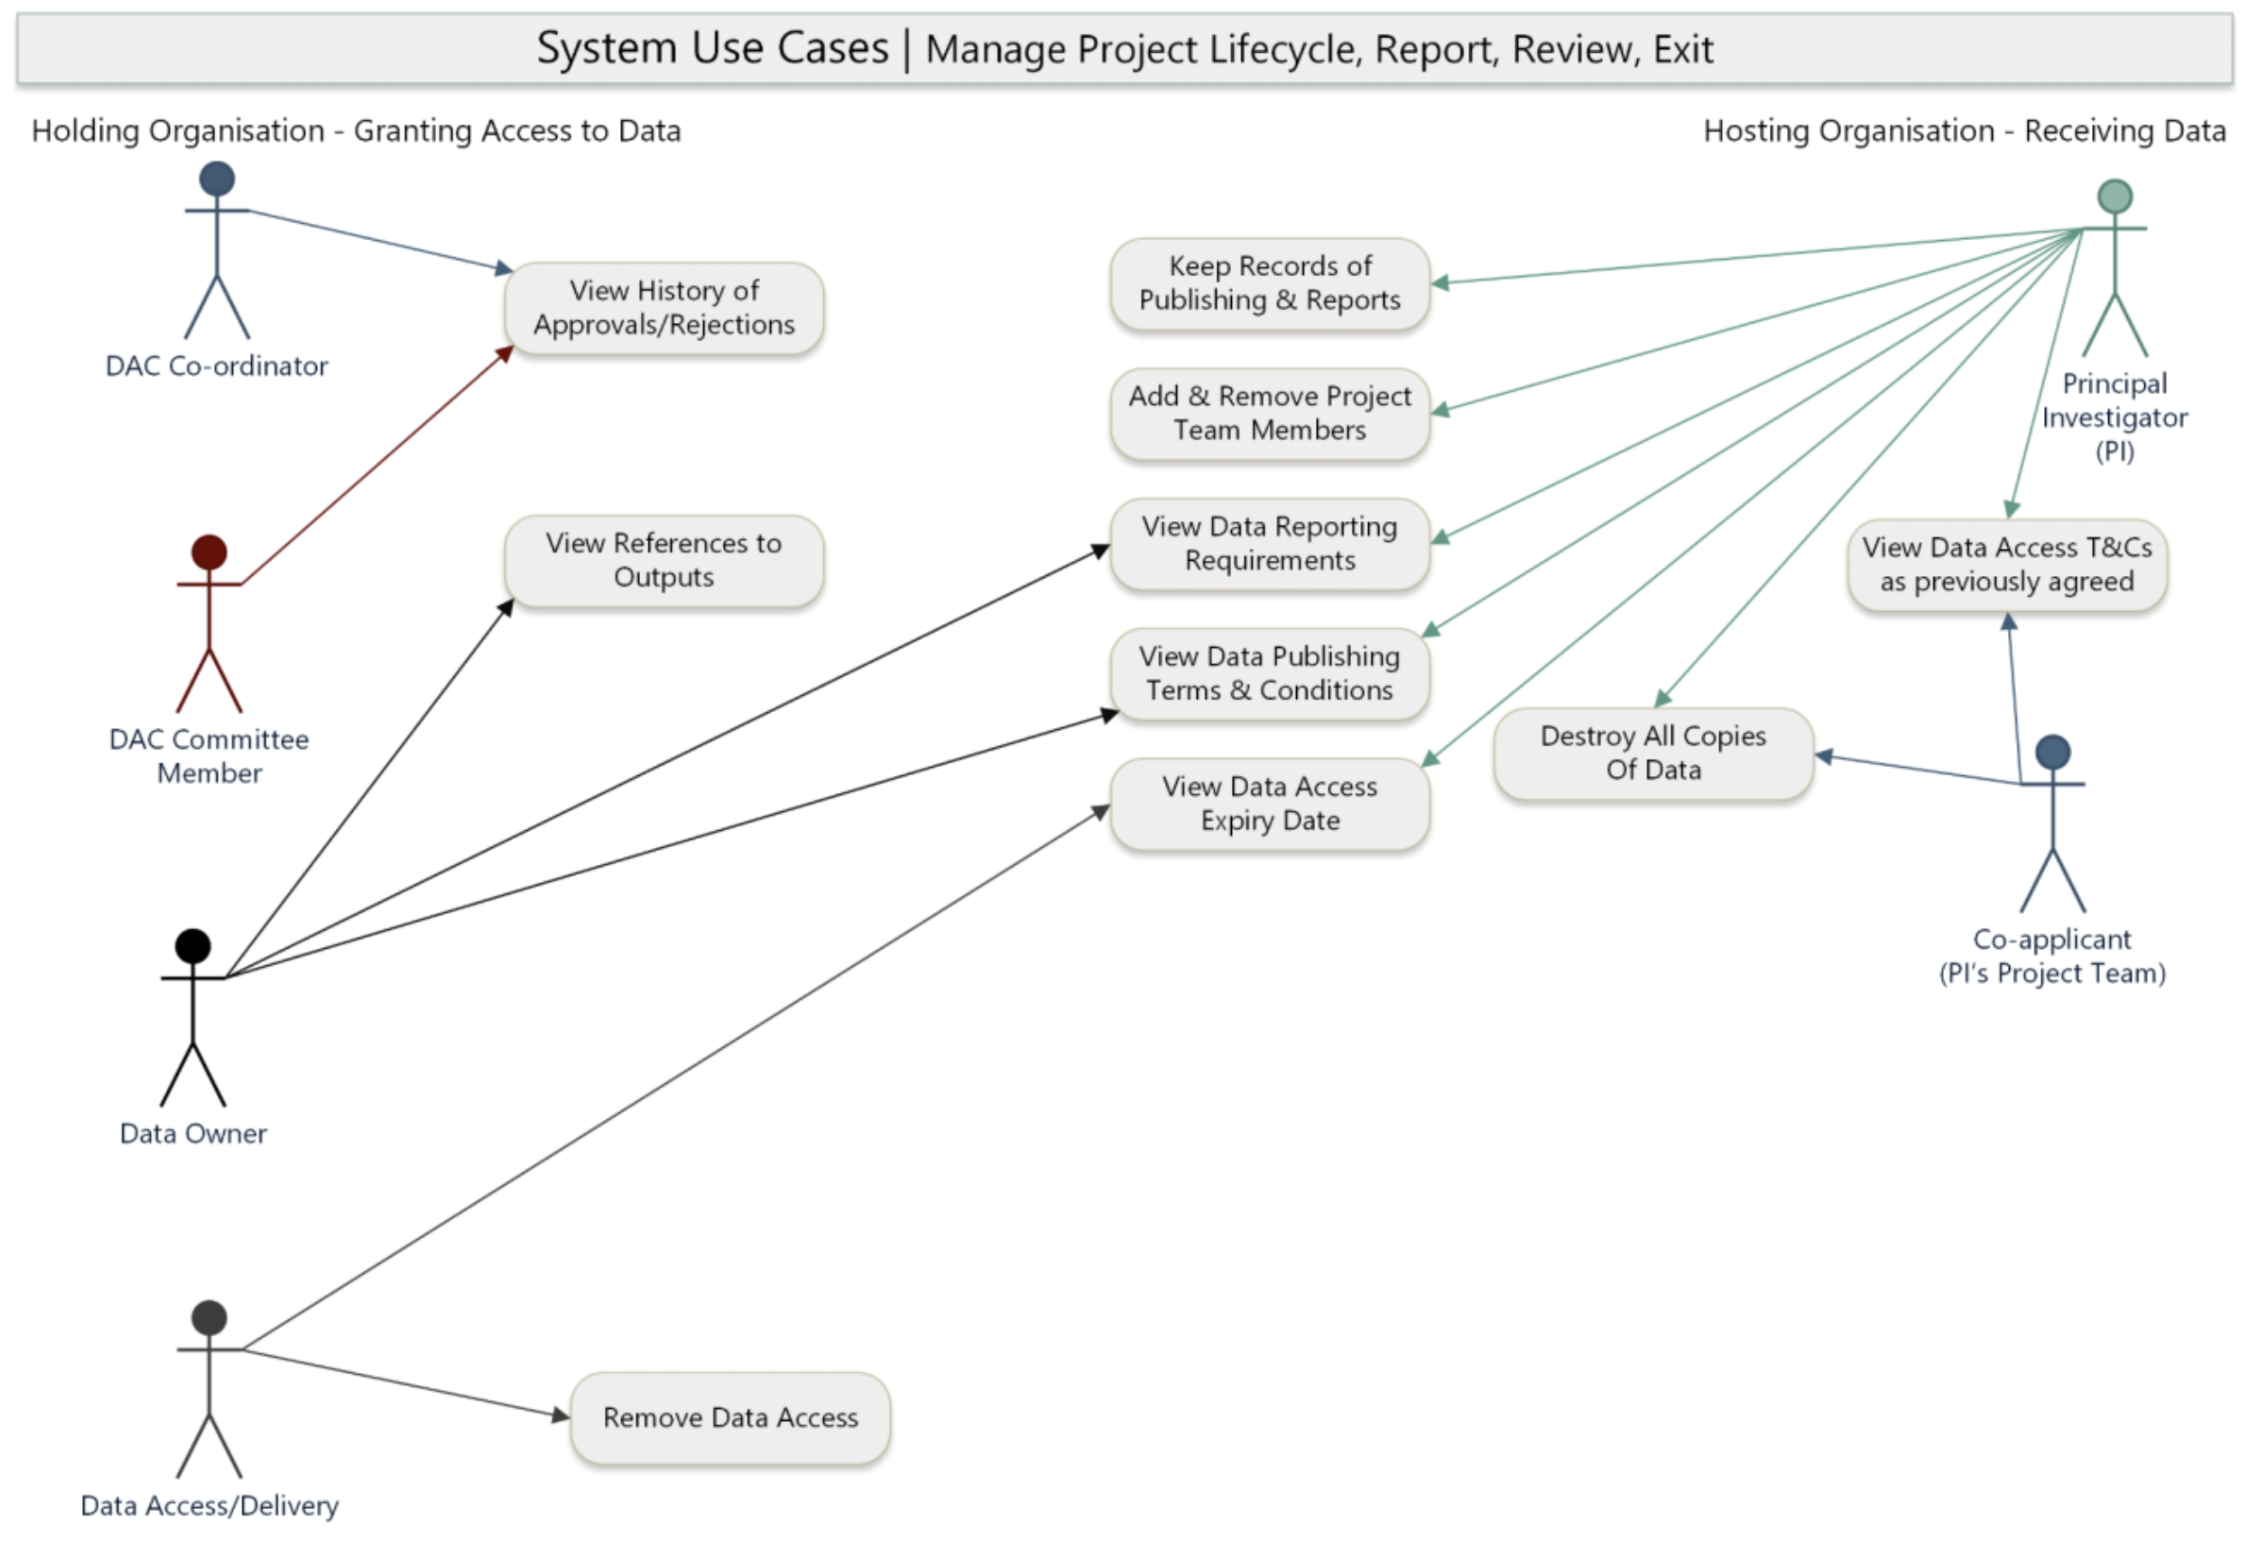 System Use Cases | Manage Project Lifecycle, Report, Review, Exit
Holding Organisation - Granting Access to Data
Hosting Organisation - Receiving Data
DAC Co-ordinator
View History of
Approvals/Rejections
DAC Committee
Member
View References to
Outputs
Data Owner
Data Access/Delivery
Remove Data Access
Keep Records of
Publishing & Reports
Add & Remove Project
Team Members
View Data Reporting
Requirements
View Data Publishing
Terms & Conditions
View Data Access
Expiry Date
Principal
Investigator
(PI)
View Data Access T&Cs
as previously agreed
Destroy All Copies
Of Data
Co-applicant
(PI's Project Team)